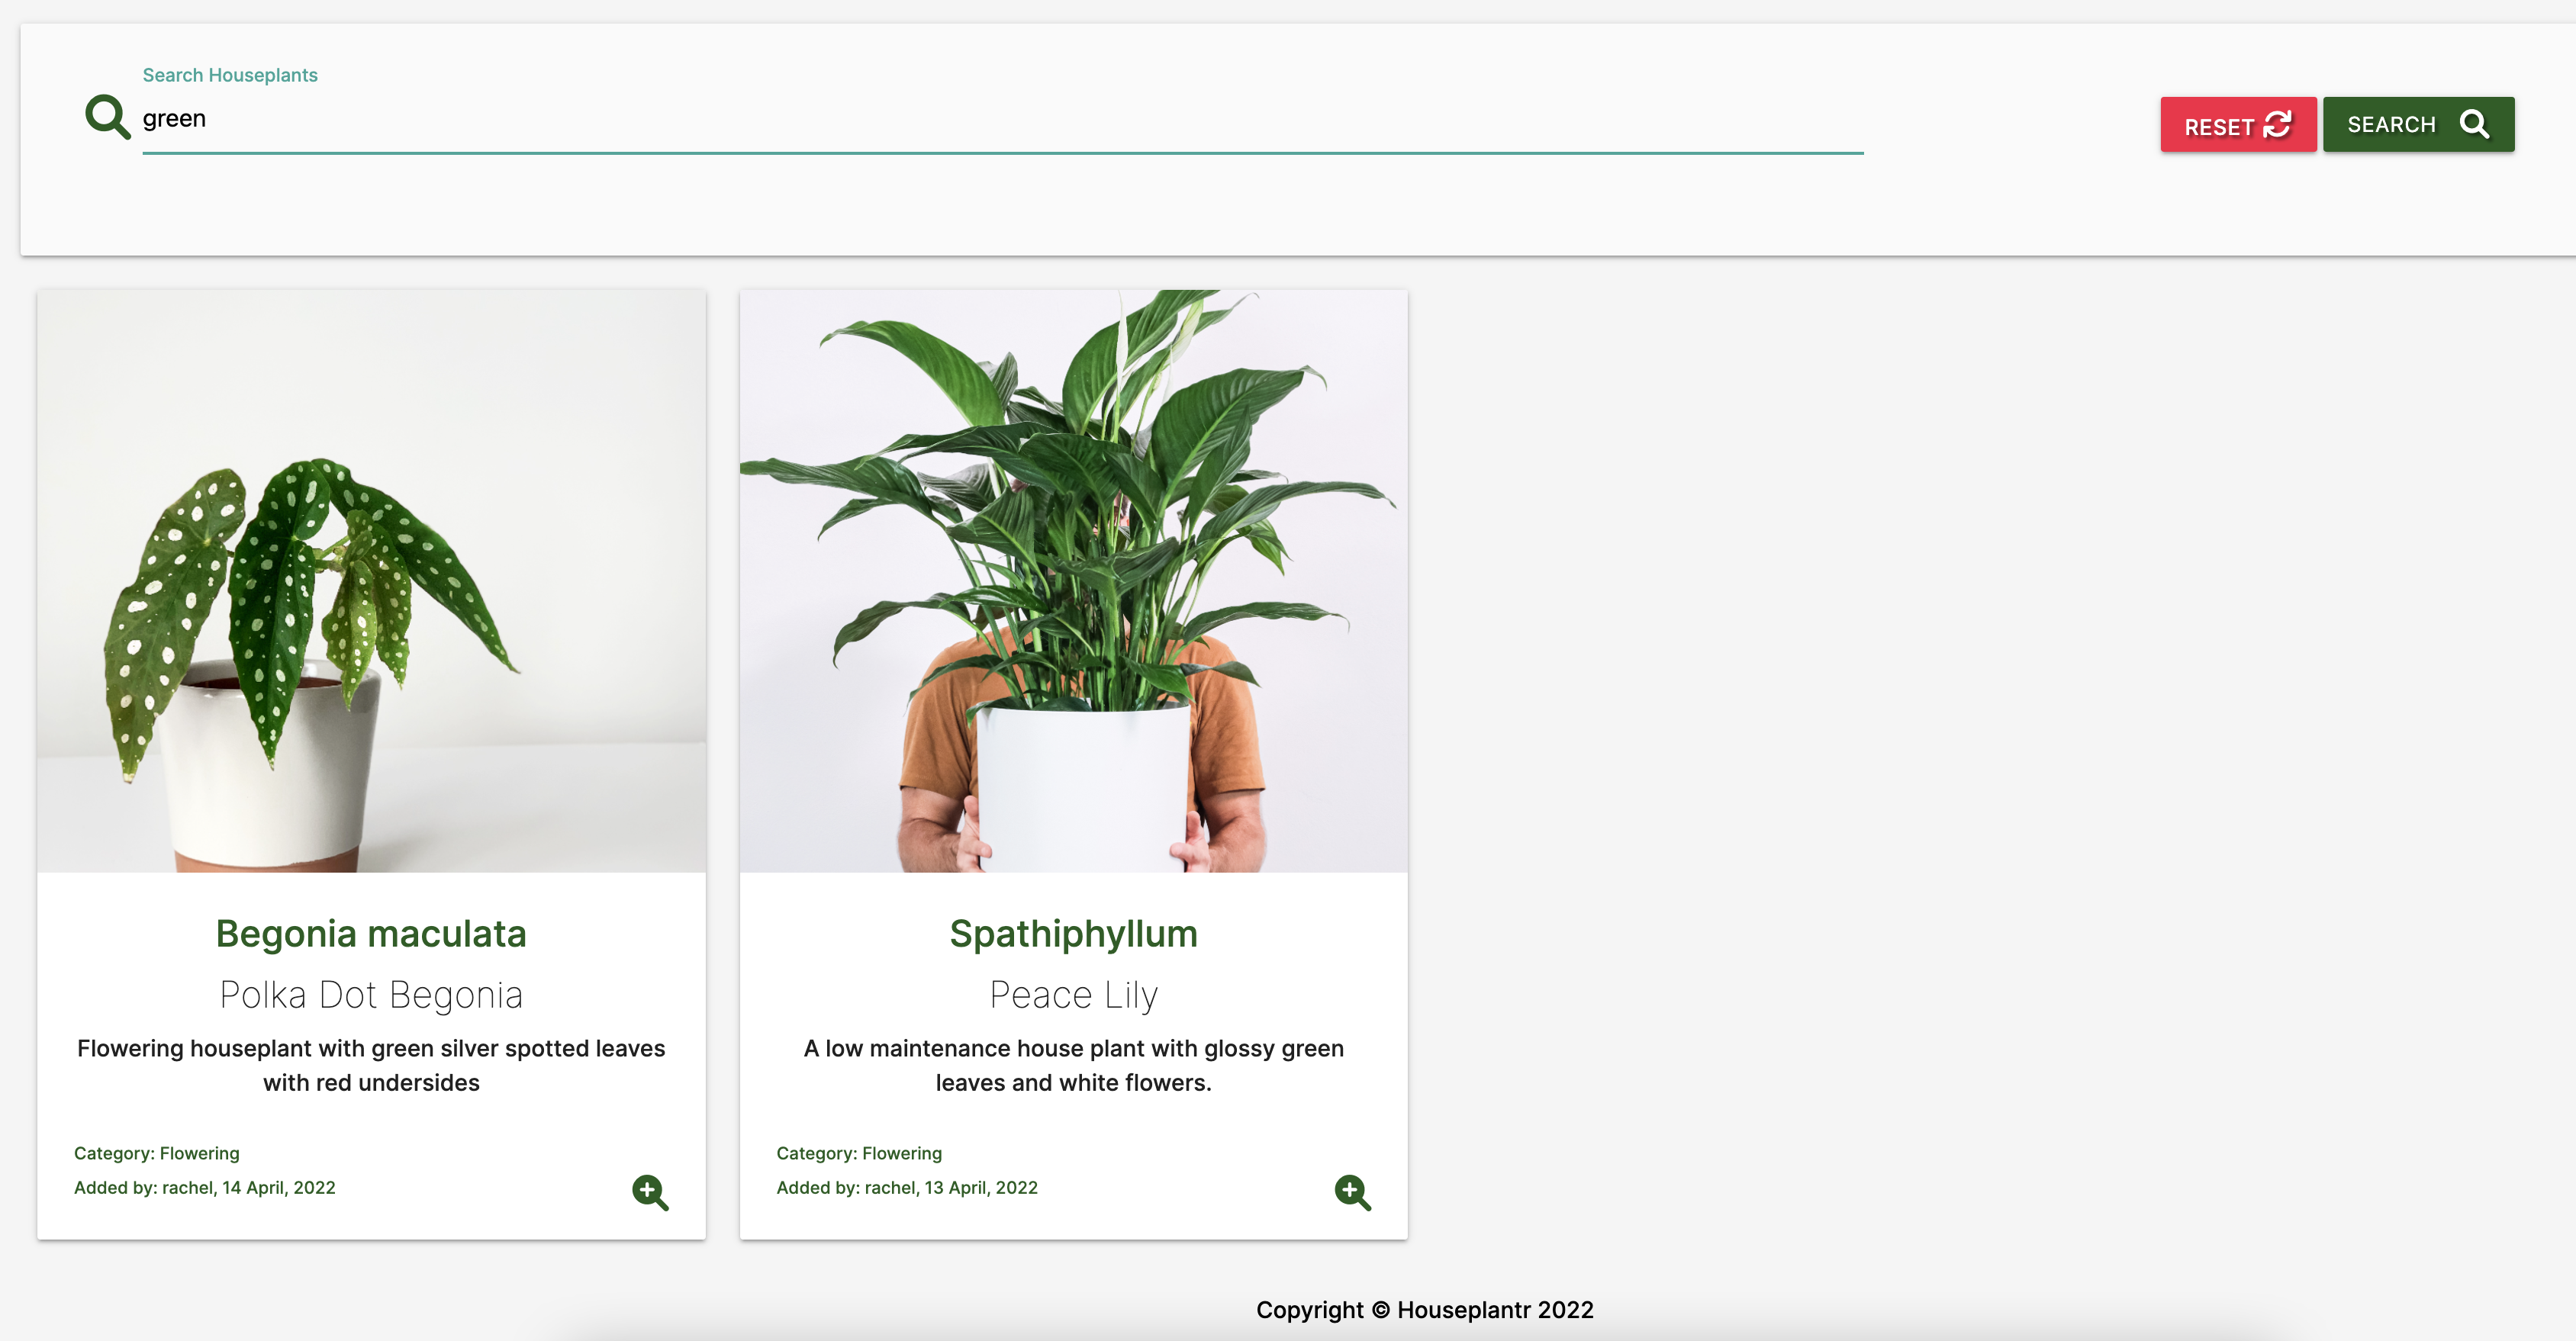 Search Houseplants
green
RESET
SEARCH
Begonia maculata
Polka Dot Begonia
Flowering houseplant with green silver spotted leaves
with red undersides
Category: Flowering
Added by: rachel, 14 April, 2022
Spathiphyllum
Peace Lily
A low maintenance house plant with glossy green
leaves and white flowers.
Category: Flowering
Added by: rachel, 13 April, 2022
Copyright © Houseplantr 2022